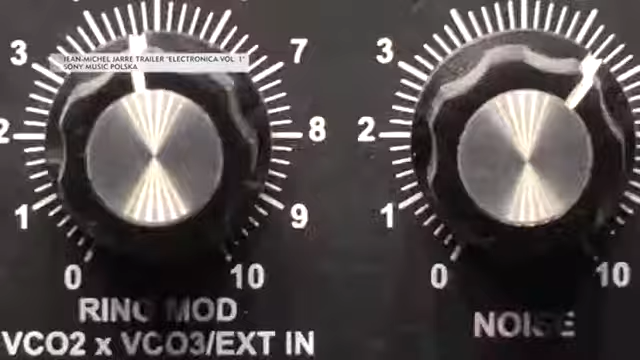 JEAN-MICHEL JARRE TRAILER "ELECTRONICA VOL. 1"
SONY MUSIC POLSKA
3 7 3
2 8 2
1 9 1
0 10 0 10
RING MOD NOISE
VCO2 x VCO3/EXT IN